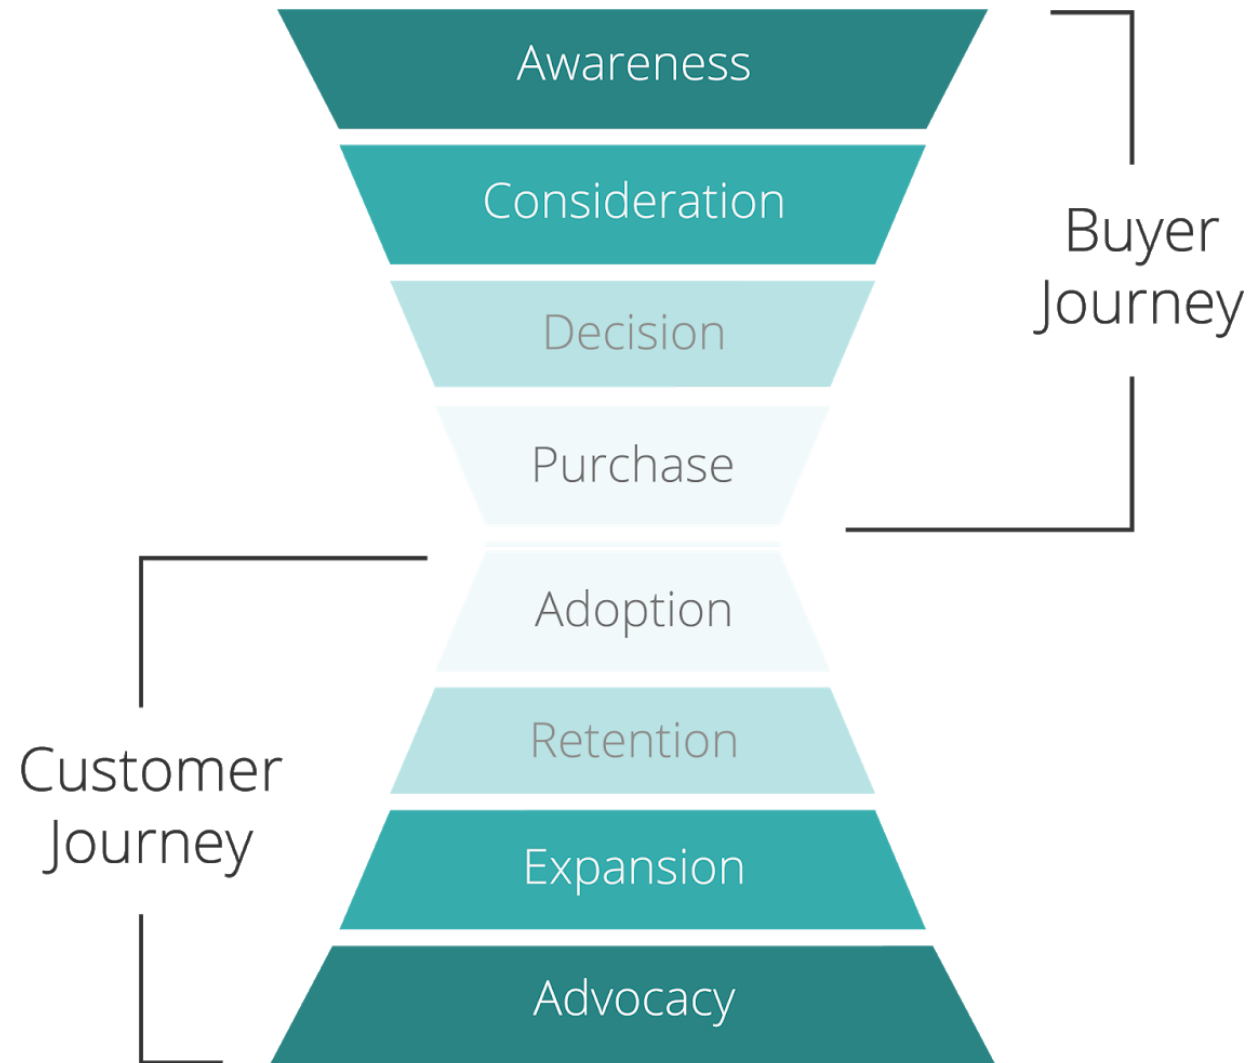 Awareness
Consideration
Decision
Purchase
Buyer
Journey
Adoption
Retention
Expansion
Advocacy
Customer
Journey